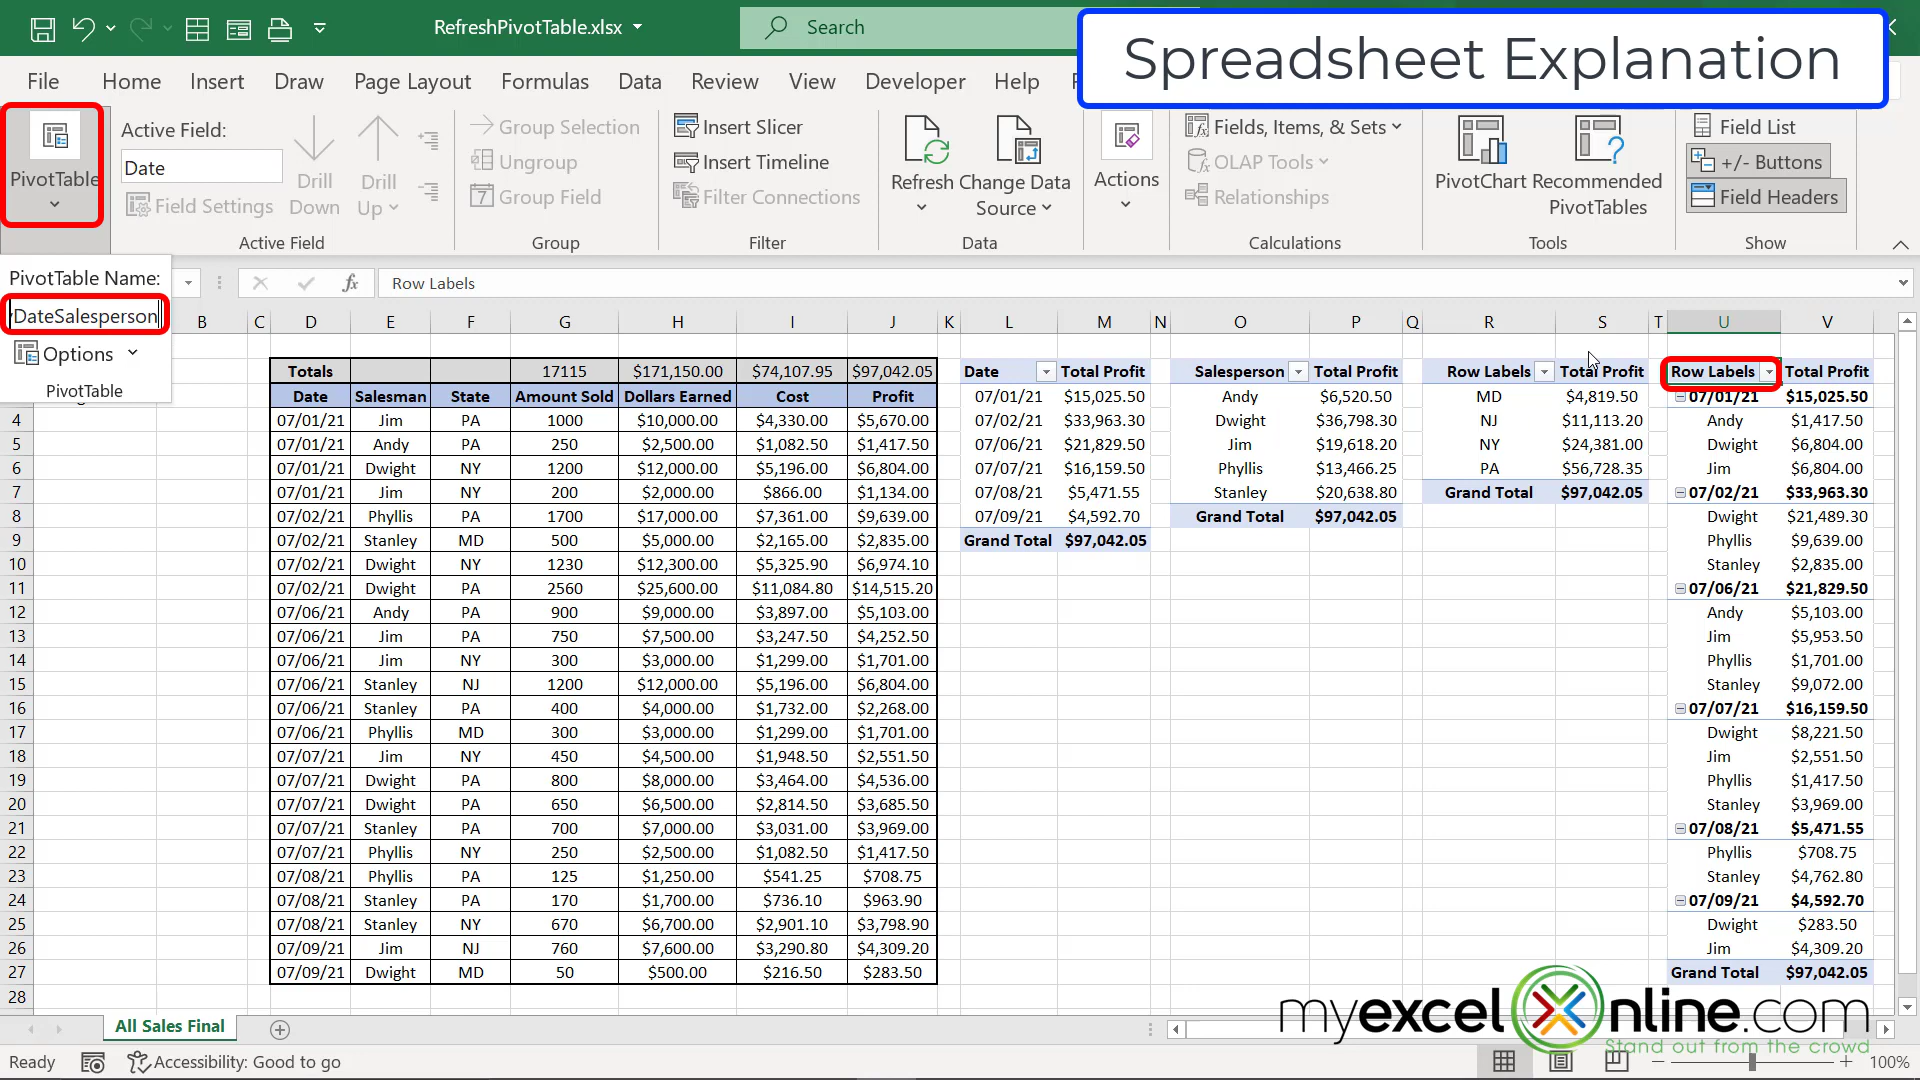 RefreshPivotTable.xlsx
Search
Spreadsheet Explanation
File Home Insert Draw Page Layout Formulas Data Review View Developer Help
PivotTable
Active Field:
Date
Field Settings
Drill Down
Drill Up
Active Field
Group Selection
Ungroup
7 Group Field
Group
Insert Slicer
Insert Timeline
Filter Connections
Filter
Refresh
Change Data Source
Data
Actions
Fields, Items, & Sets
OLAP Tools
Relationships
Calculations
PivotChart
Recommended PivotTables
Tools
Field List
+/- Buttons
Field Headers
Show
PivotTable Name:
DateSalesperson
Options
PivotTable
fx Row Labels
B C D E F G H I J K L M N O P Q R S T U V
Totals 17115 $171,150.00 $74,107.95 $97,042.05 Date Total Profit Salesperson Total Profit Row Labels Total Profit Row Labels Total Profit
Date Salesman State Amount Sold Dollars Earned Cost Profit 07/01/21 $15,025.50 Andy $6,520.50 MD $4,819.50 07/01/21 $15,025.50
4 07/01/21 Jim PA 1000 $10,000.00 $4,330.00 $5,670.00 07/02/21 $33,963.30 Dwight $36,798.30 NJ $11,113.20 Andy $1,417.50
5 07/01/21 Andy PA 250 $2,500.00 $1,082.50 $1,417.50 07/06/21 $21,829.50 Jim $19,618.20 NY $24,381.00 Dwight $6,804.00
6 07/01/21 Dwight NY 1200 $12,000.00 $5,196.00 $6,804.00 07/07/21 $16,159.50 Phyllis $13,466.25 PA $56,728.35 Jim $6,804.00
7 07/01/21 Jim NY 200 $2,000.00 $866.00 $1,134.00 07/08/21 $5,471.55 Stanley $20,638.80 Grand Total $97,042.05 07/02/21 $33,963.30
8 07/02/21 Phyllis PA 1700 $17,000.00 $7,361.00 $9,639.00 07/09/21 $4,592.70 Grand Total $97,042.05 Dwight $21,489.30
9 07/02/21 Stanley MD 500 $5,000.00 $2,165.00 $2,835.00 Grand Total $97,042.05 Phyllis $9,639.00
10 07/02/21 Dwight NY 1230 $12,300.00 $5,325.90 $6,974.10 Stanley $2,835.00
11 07/02/21 Dwight PA 2560 $25,600.00 $11,084.80 $14,515.20 07/06/21 $21,829.50
12 07/06/21 Andy PA 900 $9,000.00 $3,897.00 $5,103.00 Andy $5,103.00
13 07/06/21 Jim PA 750 $7,500.00 $3,247.50 $4,252.50 Jim $5,953.50
14 07/06/21 Jim NY 300 $3,000.00 $1,299.00 $1,701.00 Phyllis $1,701.00
15 07/06/21 Stanley NJ 1200 $12,000.00 $5,196.00 $6,804.00 Stanley $9,072.00
16 07/06/21 Stanley PA 400 $4,000.00 $1,732.00 $2,268.00 07/07/21 $16,159.50
17 07/06/21 Phyllis MD 300 $3,000.00 $1,299.00 $1,701.00 Dwight $8,221.50
18 07/07/21 Jim NY 450 $4,500.00 $1,948.50 $2,551.50 Jim $2,551.50
19 07/07/21 Dwight PA 800 $8,000.00 $3,464.00 $4,536.00 Phyllis $1,417.50
20 07/07/21 Dwight PA 650 $6,500.00 $2,814.50 $3,685.50 Stanley $3,969.00
21 07/07/21 Stanley PA 700 $7,000.00 $3,031.00 $3,969.00 07/08/21 $5,471.55
22 07/07/21 Phyllis NY 250 $2,500.00 $1,082.50 $1,417.50 Phyllis $708.75
23 07/08/21 Phyllis PA 125 $1,250.00 $541.25 $708.75 Stanley $4,762.80
24 07/08/21 Stanley PA 170 $1,700.00 $736.10 $963.90 07/09/21 $4,592.70
25 07/08/21 Stanley NY 670 $6,700.00 $2,901.10 $3,798.90 Dwight $283.50
26 07/09/21 Jim NJ 760 $7,600.00 $3,290.80 $4,309.20 Jim $4,309.20
27 07/09/21 Dwight MD 50 $500.00 $216.50 $283.50 Grand Total $97,042.05
28
myexcelonline.com
Stand out from the crowd
All Sales Final
Ready Accessibility: Good to go 100%